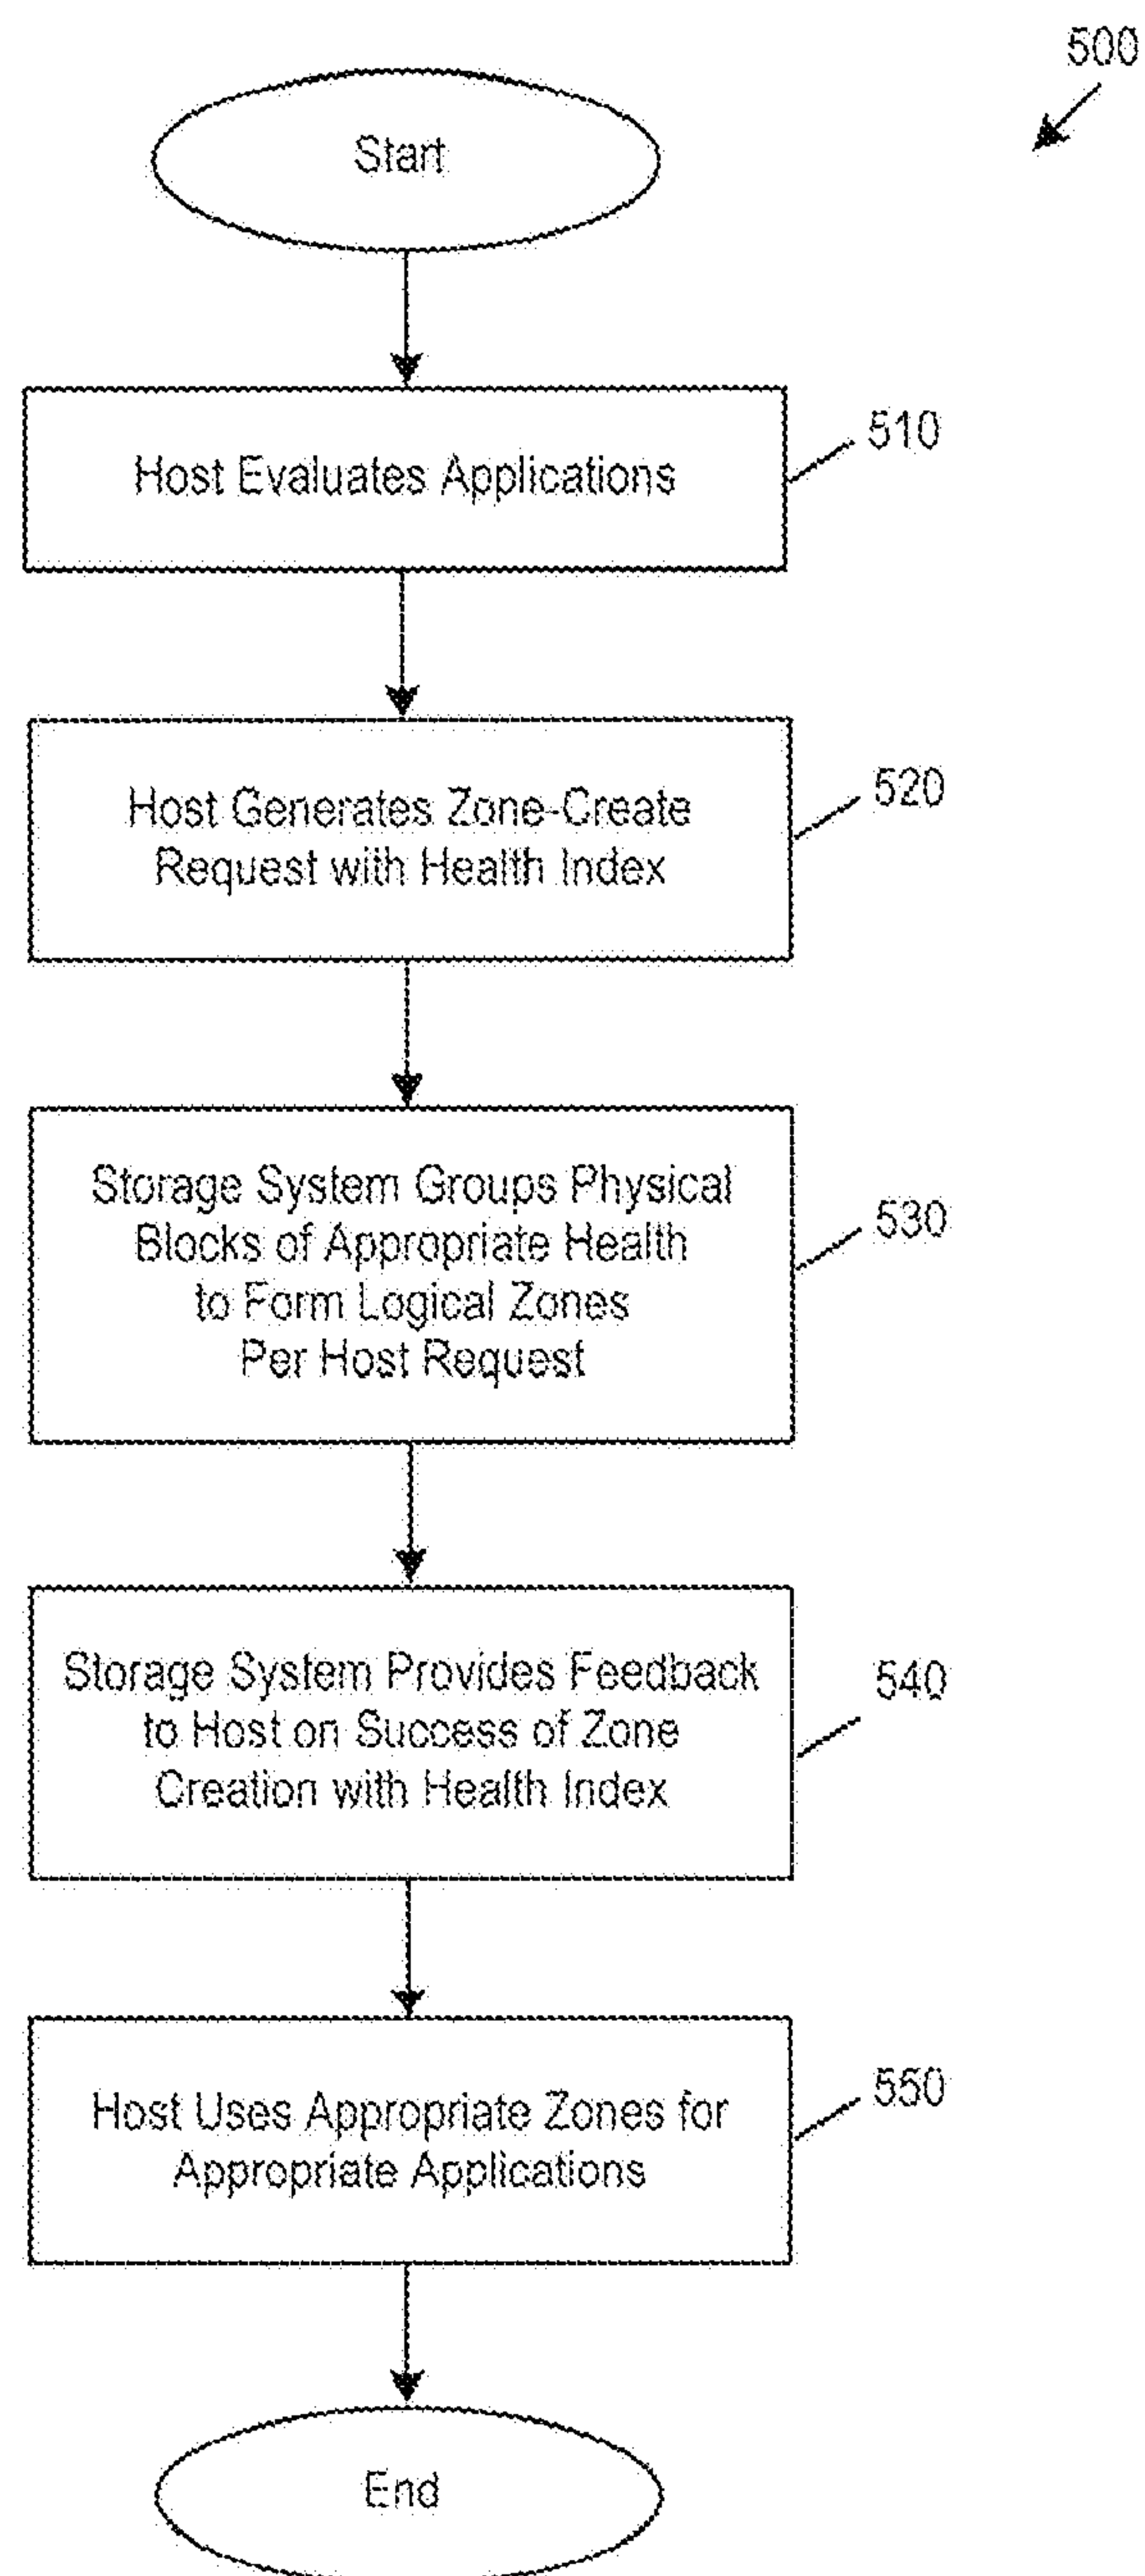 500
Start
Host Evaluates Applications
510
Host Generates Zone-Create
Request with Health Index
520
Storage System Groups Physical
Blocks of Appropriate Health
to Form Logical Zones
Per Host Request
530
Storage System Provides Feedback
to Host on Success of Zone
Creation with Health Index
540
Host Uses Appropriate Zones for
Appropriate Applications
550
End